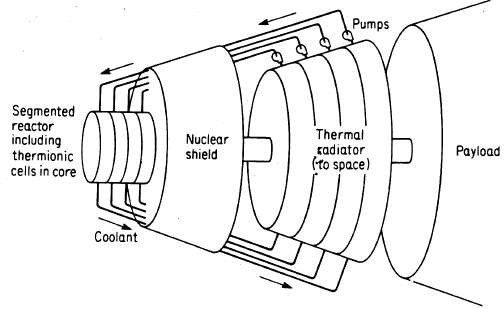 Pumps
Segmented
reactor
including
thermionic
cells in core
Nuclear
shield
Thermal
radiator
(to space)
Payload
Coolant